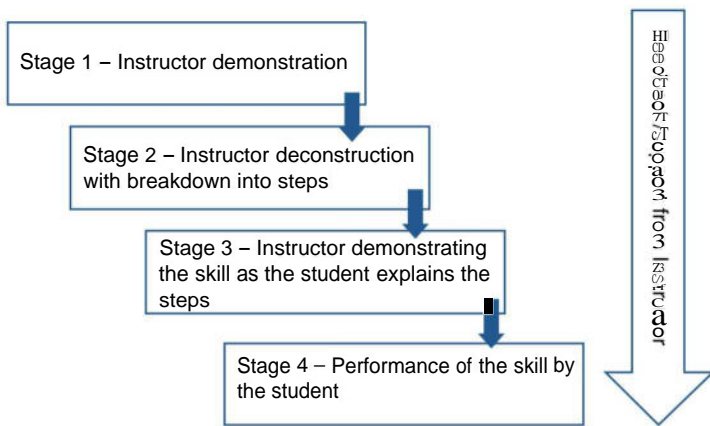 Stage 1 – Instructor demonstration
Stage 2 – Instructor deconstruction
with breakdown into steps
Stage 3 – Instructor demonstrating
the skill as the student explains the
steps
Stage 4 – Performance of the skill by
the student
from